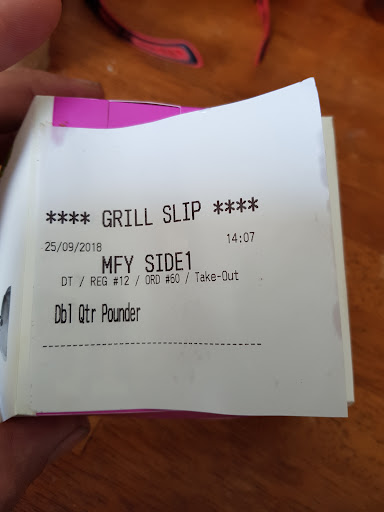 **** GRILL SLIP ****
25/09/2018 14:07
MFY SIDE1
DT / REG #12 / ORD #60 / Take-Out
Dbl Qtr Pounder